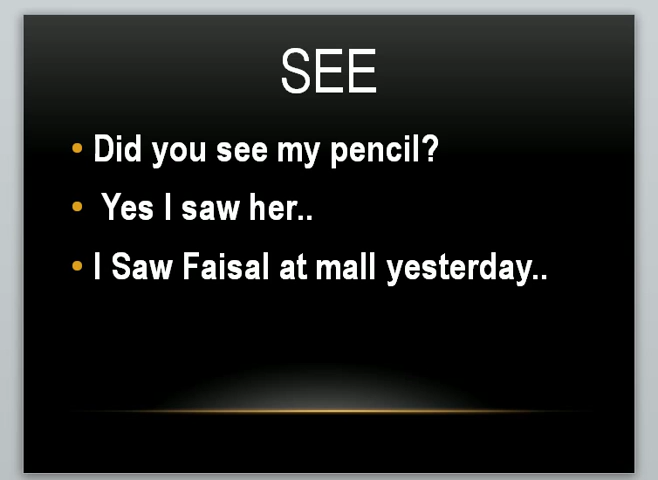 SEE
Did you see my pencil?
Yes I saw her..
I Saw Faisal at mall yesterday..